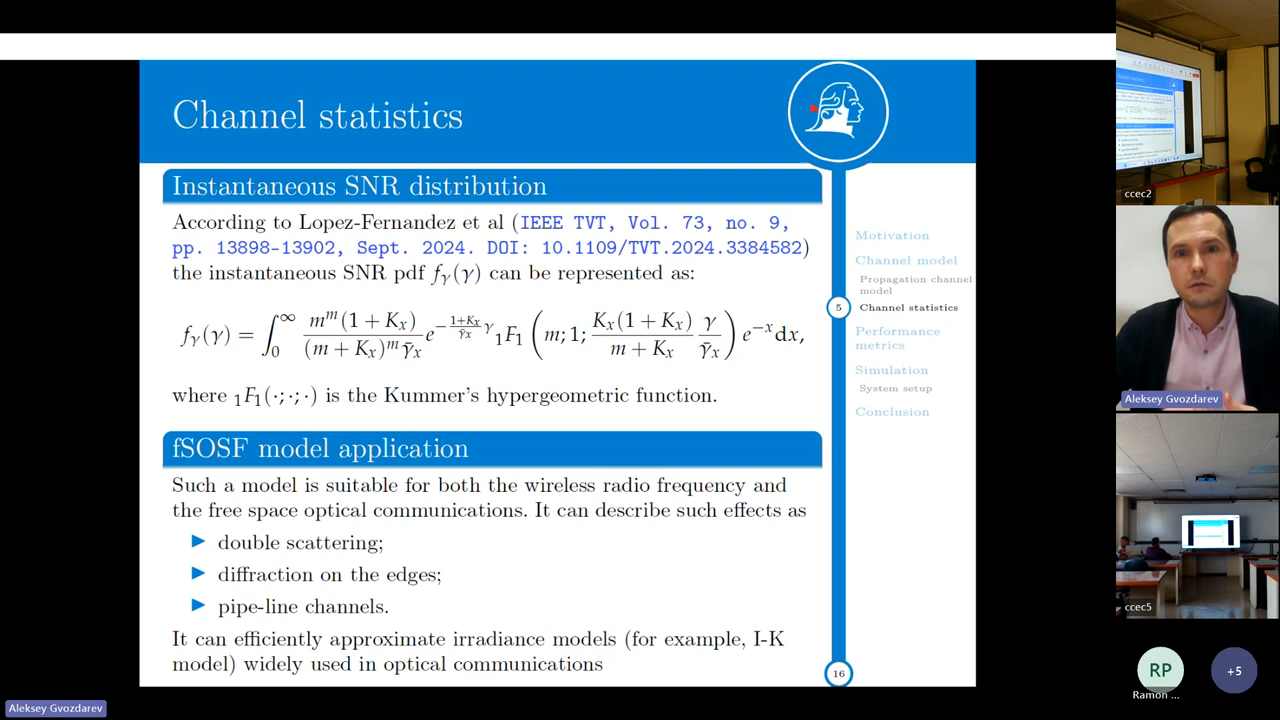 Channel statistics
Instantaneous SNR distribution
According to Lopez-Fernandez et al (IEEE TVT, Vol. 73, no. 9,
pp. 13898-13902, Sept. 2024. DOI: 10.1109/TVT.2024.3384582)
the instantaneous SNR pdf f_γ(γ) can be represented as:
f_γ(γ) = ∫_0^∞ \frac{m^m(1 + K_x)}{(m + K_x)^m γ̄_x} e^{-\frac{1+K_x}{γ̄_x}γ} ₁F₁ ( m; 1; \frac{K_x(1 + K_x)}{m + K_x} \frac{γ}{γ̄_x} ) e^{-x}dx,
where ₁F₁(·; ·; ·) is the Kummer's hypergeometric function.
fSOSF model application
Such a model is suitable for both the wireless radio frequency and
the free space optical communications. It can describe such effects as
double scattering;
diffraction on the edges;
pipe-line channels.
It can efficiently approximate irradiance models (for example, I-K
model) widely used in optical communications
Motivation
Channel model
Propagation channel
model
5
Channel statistics
Performance
metrics
Simulation
System setup
Conclusion
16
ccec2
Aleksey Gvozdarev
ccec5
RP
+5
Ramon ...
Aleksey Gvozdarev